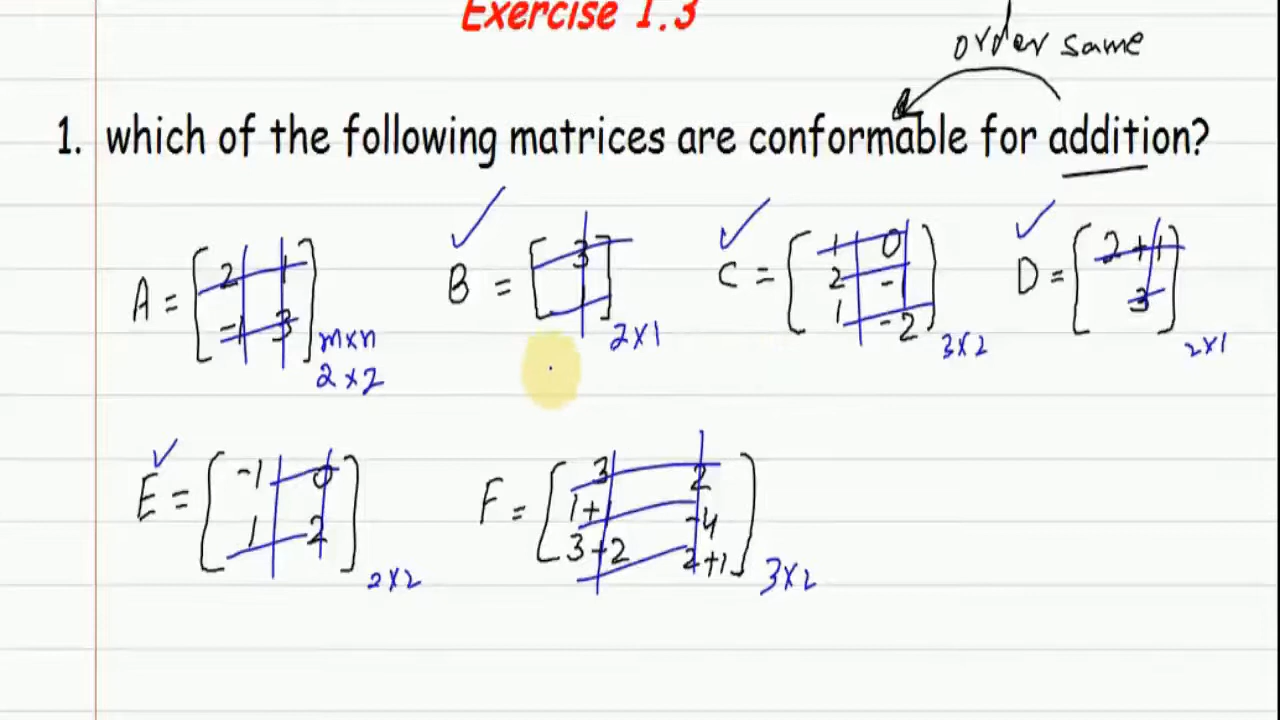 Exercise 1.3
order same
1. which of the following matrices are conformable for addition?
A = [ 2 1
-1 3 ] m×n
2×2
B = [ 3
1 ] 2×1
C = [ 1 0
2 -1
1 -2 ] 3×2
D = [ 2+1
3 ] 2×1
E = [ -1 0
1 2 ] 2×2
F = [ 3 2
1+1 -4
3+2 2+1 ] 3×2